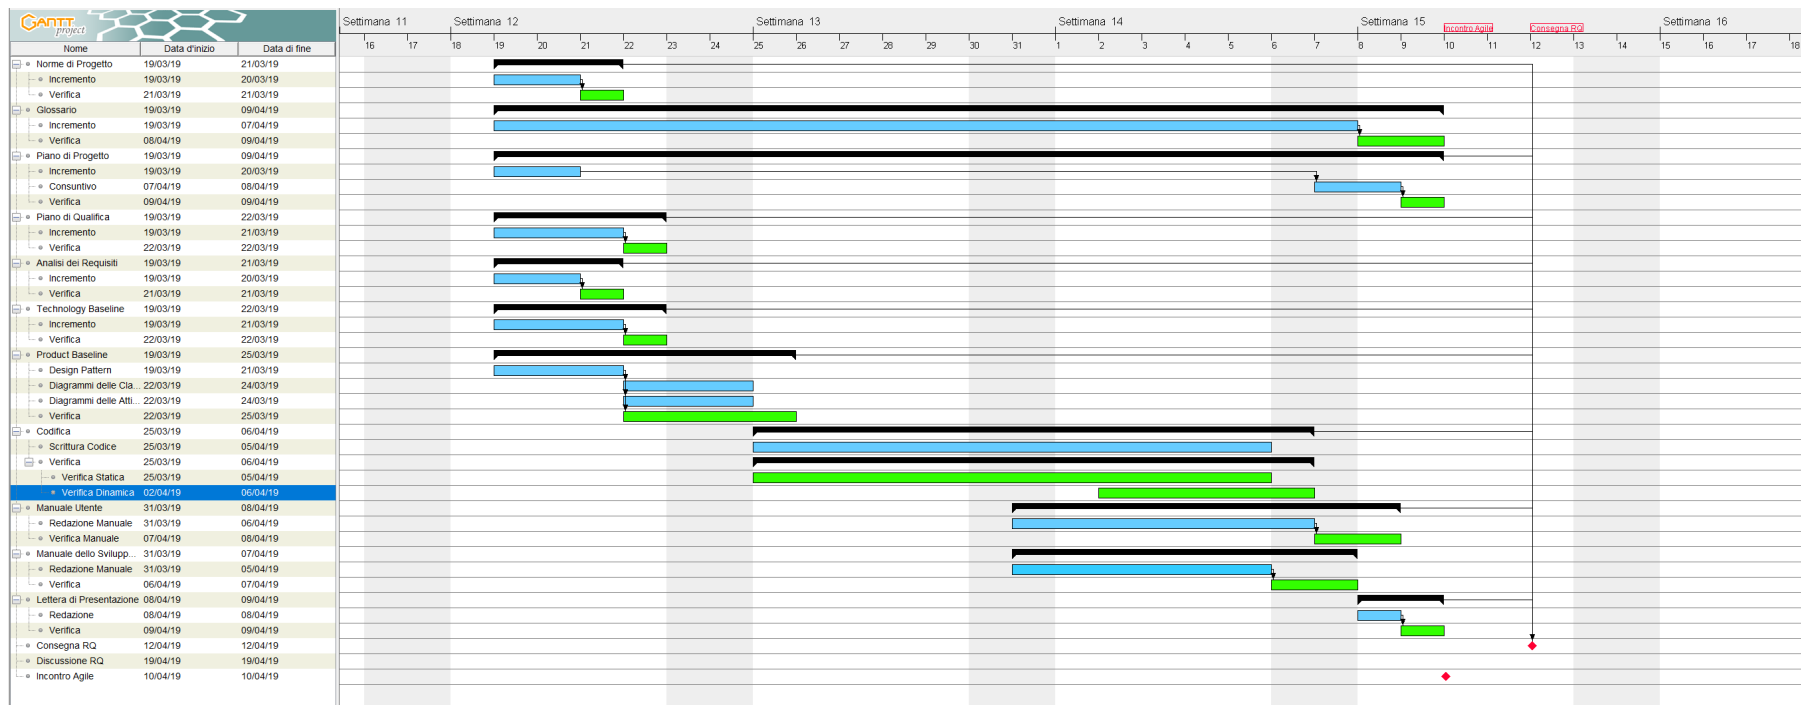 GANTT project
Settimana 11 Settimana 12 Settimana 13 Settimana 14 Settimana 15 Settimana 16
Incontro Agile Consegna RQ
Nome Data d'inizio Data di fine
16 17 18 19 20 21 22 23 24 25 26 27 28 29 30 31 1 2 3 4 5 6 7 8 9 10 11 12 13 14 15 16 17 18
Norme di Progetto 19/03/19 21/03/19
Incremento 19/03/19 20/03/19
Verifica 21/03/19 21/03/19
Glossario 19/03/19 09/04/19
Incremento 19/03/19 07/04/19
Verifica 08/04/19 09/04/19
Piano di Progetto 19/03/19 09/04/19
Incremento 19/03/19 20/03/19
Consuntivo 07/04/19 08/04/19
Verifica 09/04/19 09/04/19
Piano di Qualifica 19/03/19 22/03/19
Incremento 19/03/19 21/03/19
Verifica 22/03/19 22/03/19
Analisi dei Requisiti 19/03/19 21/03/19
Incremento 19/03/19 20/03/19
Verifica 21/03/19 21/03/19
Technology Baseline 19/03/19 22/03/19
Incremento 19/03/19 21/03/19
Verifica 22/03/19 22/03/19
Product Baseline 19/03/19 25/03/19
Design Pattern 19/03/19 21/03/19
Diagrammi delle Cla... 22/03/19 24/03/19
Diagrammi delle Atti... 22/03/19 24/03/19
Verifica 22/03/19 25/03/19
Codifica 25/03/19 06/04/19
Scrittura Codice 25/03/19 05/04/19
Verifica 25/03/19 06/04/19
Verifica Statica 25/03/19 05/04/19
Verifica Dinamica 02/04/19 06/04/19
Manuale Utente 31/03/19 08/04/19
Redazione Manuale 31/03/19 06/04/19
Verifica Manuale 07/04/19 08/04/19
Manuale dello Svilupp... 31/03/19 07/04/19
Redazione Manuale 31/03/19 05/04/19
Verifica 06/04/19 07/04/19
Lettera di Presentazione 08/04/19 09/04/19
Redazione 08/04/19 08/04/19
Verifica 09/04/19 09/04/19
Consegna RQ 12/04/19 12/04/19
Discussione RQ 19/04/19 19/04/19
Incontro Agile 10/04/19 10/04/19